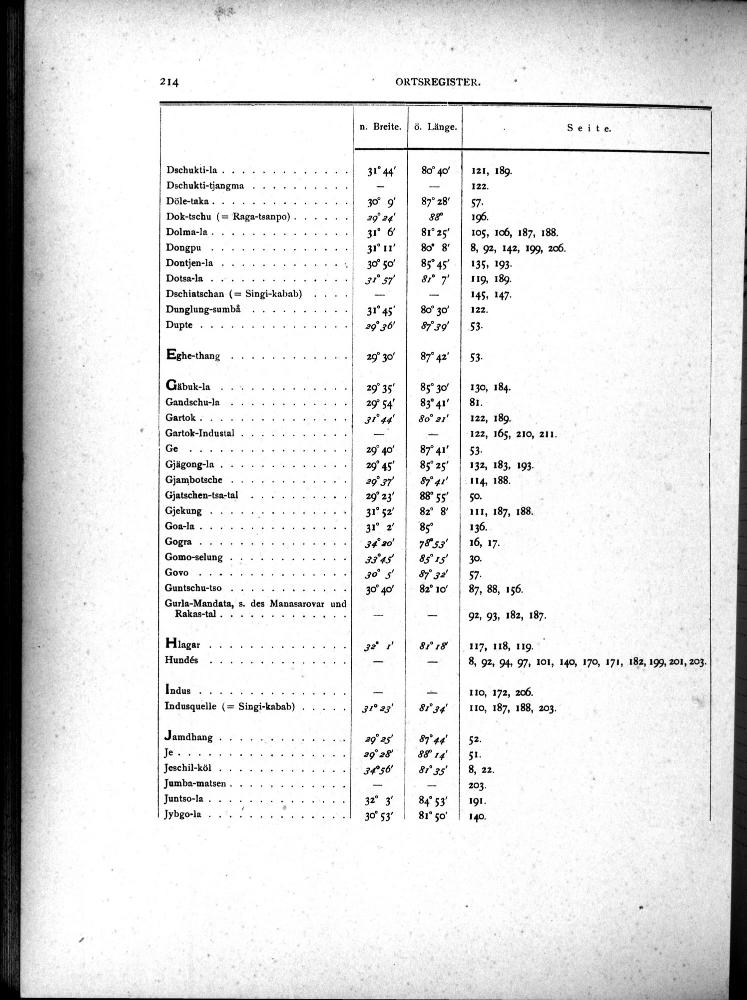 214 ORTSREGISTER.
n. Breite. ö. Länge. Seite.
Dschukti-la . . . . . . . . . . . . . 31° 44′ 80° 40′ 121, 189.
Dschukti-tjangma . . . . . . . . . . — — 122.
Döle-taka . . . . . . . . . . . . . . 30° 9′ 87° 28′ 57.
Dok-tschu (= Raga-tsanpo) . . . . . . 29° 24′ 88° 196.
Dolma-la . . . . . . . . . . . . . . 31° 6′ 81° 25′ 105, 106, 187, 188.
Dongpu . . . . . . . . . . . . . . 31° 11′ 80° 8′ 8, 92, 142, 199, 206.
Dontjen-la . . . . . . . . . . . . . 30° 50′ 85° 45′ 135, 193.
Dotsa-la . . . . . . . . . . . . . . 31° 57′ 81° 7′ 119, 189.
Dschiatschan (= Singi-kabab) . . . . — — 145, 147.
Dunglung-sumbå . . . . . . . . . . 31° 45′ 80° 30′ 122.
Dupte . . . . . . . . . . . . . . . 29° 36′ 87° 39′ 53.
Eghe-thang . . . . . . . . . . . . 29° 30′ 87° 42′ 53.
Gäbuk-la . . . . . . . . . . . . . 29° 35′ 85° 30′ 130, 184.
Gandschu-la . . . . . . . . . . . . 29° 54′ 83° 41′ 81.
Gartok . . . . . . . . . . . . . . . 31° 44′ 80° 21′ 122, 189.
Gartok-Industal . . . . . . . . . . . — — 122, 165, 210, 211.
Ge . . . . . . . . . . . . . . . . 29° 40′ 87° 41′ 53.
Gjägong-la . . . . . . . . . . . . . 29° 45′ 85° 25′ 132, 183, 193.
Gjambotsche . . . . . . . . . . . . 29° 37′ 87° 41′ 114, 188.
Gjatschen-tsa-tal . . . . . . . . . . 29° 23′ 88° 55′ 50.
Gjekung . . . . . . . . . . . . . . 31° 52′ 82° 8′ 111, 187, 188.
Goa-la . . . . . . . . . . . . . . . 31° 2′ 85° 136.
Gogra . . . . . . . . . . . . . . . 34° 20′ 78° 53′ 16, 17.
Gomo-selung . . . . . . . . . . . . 33° 45′ 85° 15′ 30.
Govo . . . . . . . . . . . . . . . 30° 5′ 87° 32′ 57.
Guntschu-tso . . . . . . . . . . . . 30° 40′ 82° 10′ 87, 88, 156.
Gurla-Mandata, s. des Manasarovar und
Rakas-tal . . . . . . . . . . . . . — — 92, 93, 182, 187.
Hlagar . . . . . . . . . . . . . . 32° 1′ 81° 18′ 117, 118, 119.
Hundés . . . . . . . . . . . . . . — — 8, 92, 94, 97, 101, 140, 170, 171, 182, 199, 201, 203.
Indus . . . . . . . . . . . . . . . — — 110, 172, 206.
Indusquelle (= Singi-kabab) . . . . . 31° 23′ 81° 34′ 110, 187, 188, 203.
Jamdhang . . . . . . . . . . . . . 29° 25′ 87° 44′ 52.
Je . . . . . . . . . . . . . . . . . 29° 28′ 88° 14′ 51.
Jeschil-köl . . . . . . . . . . . . . 34° 56′ 81° 35′ 8, 22.
Jumba-matsen . . . . . . . . . . . . — — 203.
Juntso-la . . . . . . . . . . . . . . 32° 3′ 84° 53′ 191.
Jybgo-la . . . . . . . . . . . . . . 30° 53′ 81° 50′ 140.